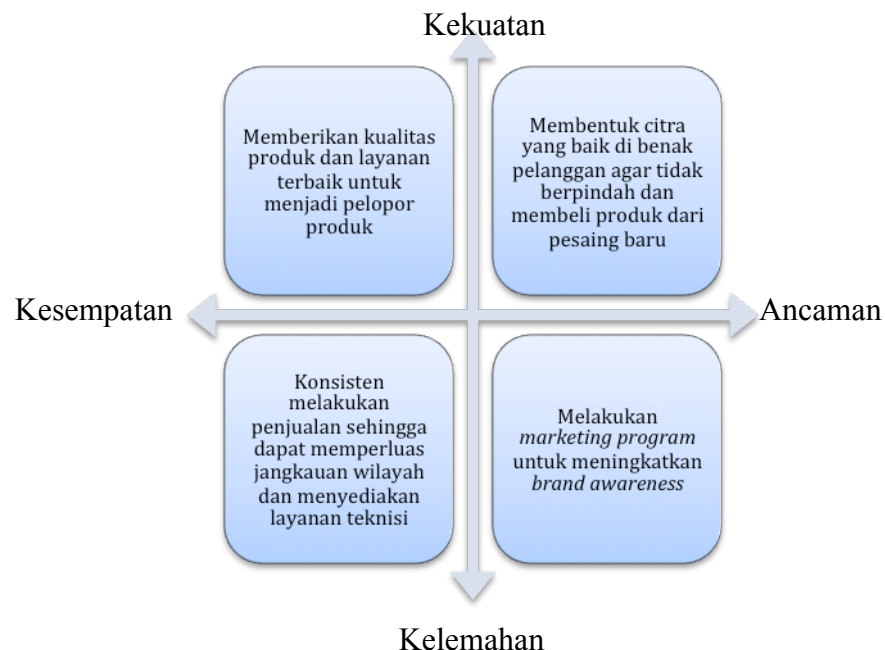 Kekuatan
Memberikan kualitas
produk dan layanan
terbaik untuk
menjadi pelopor
produk
Membentuk citra
yang baik di benak
pelanggan agar tidak
berpindah dan
membeli produk dari
pesaing baru
Kesempatan
Ancaman
Konsisten
melakukan
penjualan sehingga
dapat memperluas
jangkauan wilayah
dan menyediakan
layanan teknisi
Melakukan
marketing program
untuk meningkatkan
brand awareness
Kelemahan